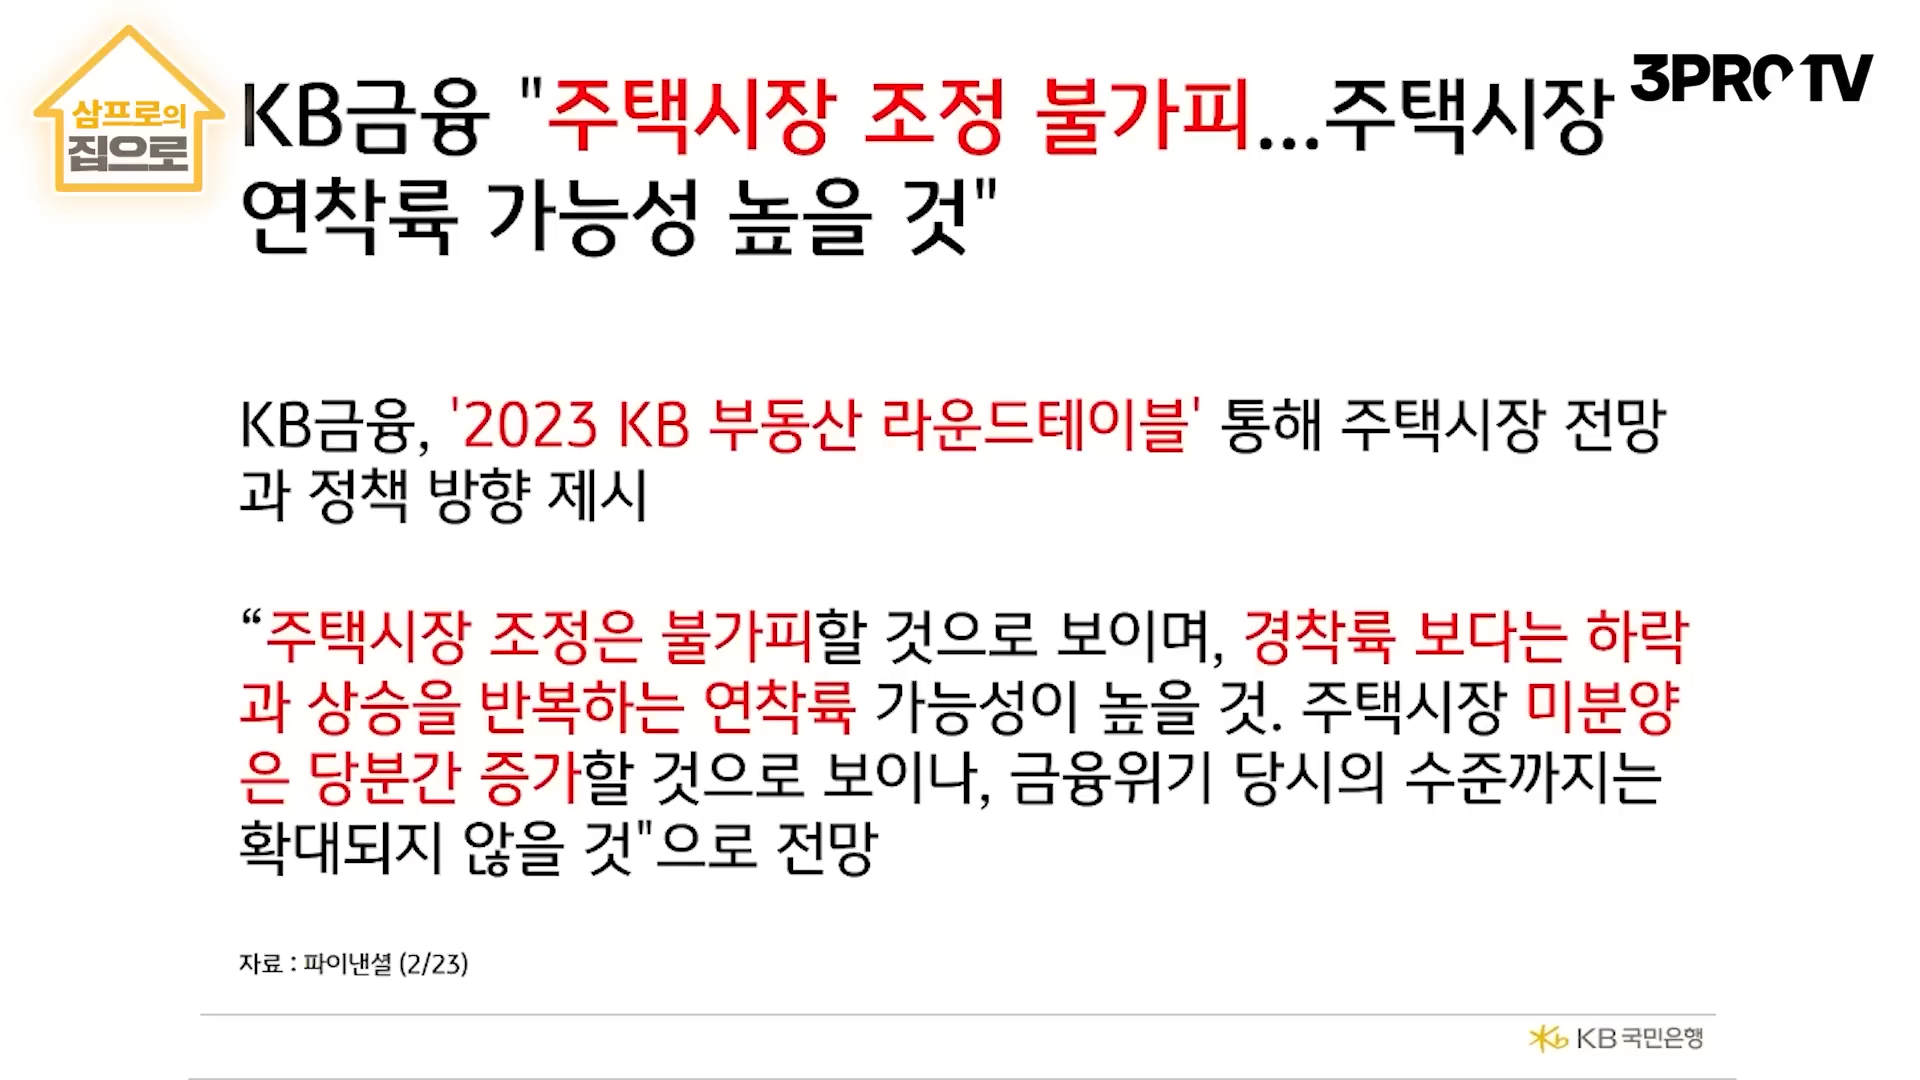 삼프로의
집으로
3PRO TV
KB금융 "주택시장 조정 불가피...주택시장
연착륙 가능성 높을 것"
KB금융, '2023 KB 부동산 라운드테이블' 통해 주택시장 전망
과 정책 방향 제시
“주택시장 조정은 불가피할 것으로 보이며, 경착륙 보다는 하락
과 상승을 반복하는 연착륙 가능성이 높을 것. 주택시장 미분양
은 당분간 증가할 것으로 보이나, 금융위기 당시의 수준까지는
확대되지 않을 것"으로 전망
자료 : 파이낸셜 (2/23)
KB 국민은행